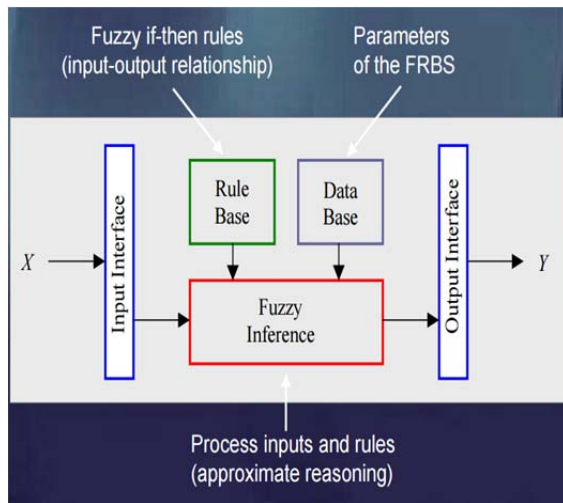 Fuzzy if-then rules
(input-output relationship)
Parameters
of the FRBS
Rule
Base
Data
Base
X
Input Interface
Fuzzy
Inference
Output Interface
Y
Process inputs and rules
(approximate reasoning)